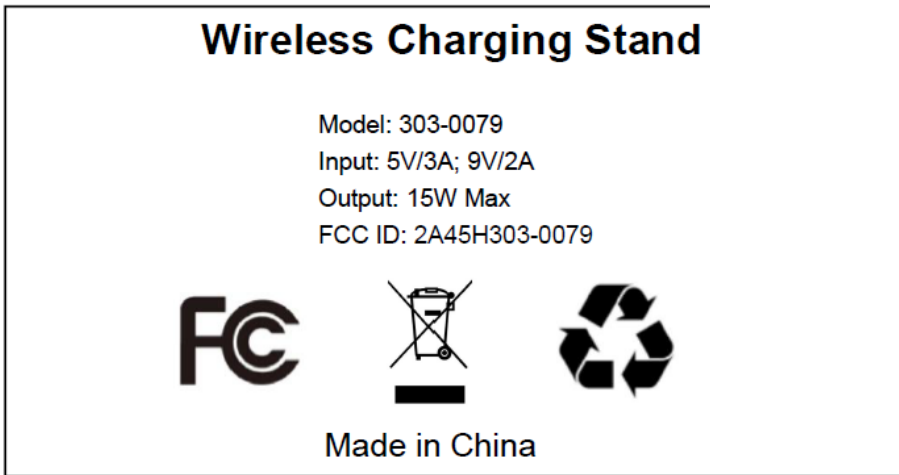 Wireless Charging Stand
Model: 303-0079
Input: 5V/3A; 9V/2A
Output: 15W Max
FCC ID: 2A45H303-0079
FC
Made in China